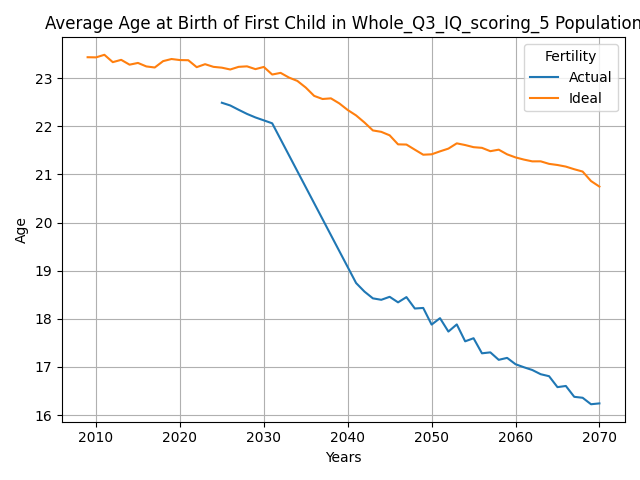 Average Age at Birth of First Child in Whole_Q3_IQ_scoring_5 Population
Fertility
Actual
Ideal
Age
23
22
21
20
19
18
17
16
2010 2020 2030 2040 2050 2060 2070
Years